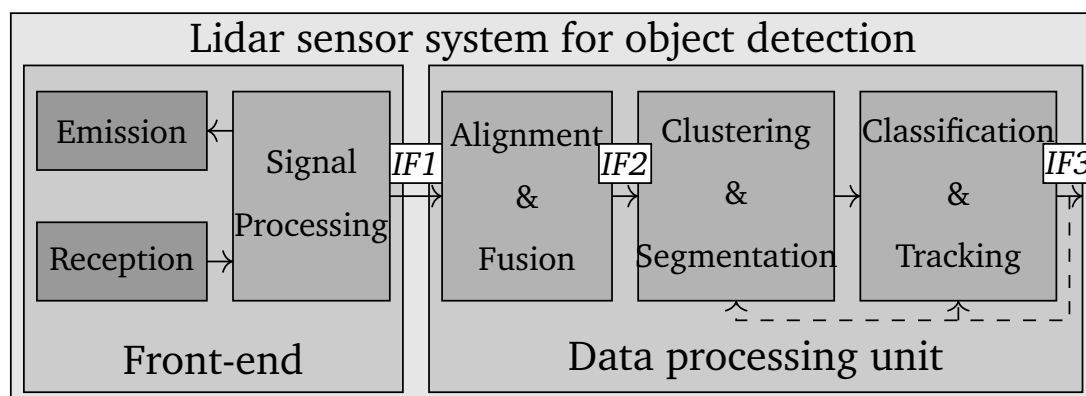 Lidar sensor system for object detection
Emission
Reception
Signal
Processing
IF1
Alignment
&
Fusion
IF2
Clustering
&
Segmentation
Classification
&
Tracking
IF3
Front-end
Data processing unit